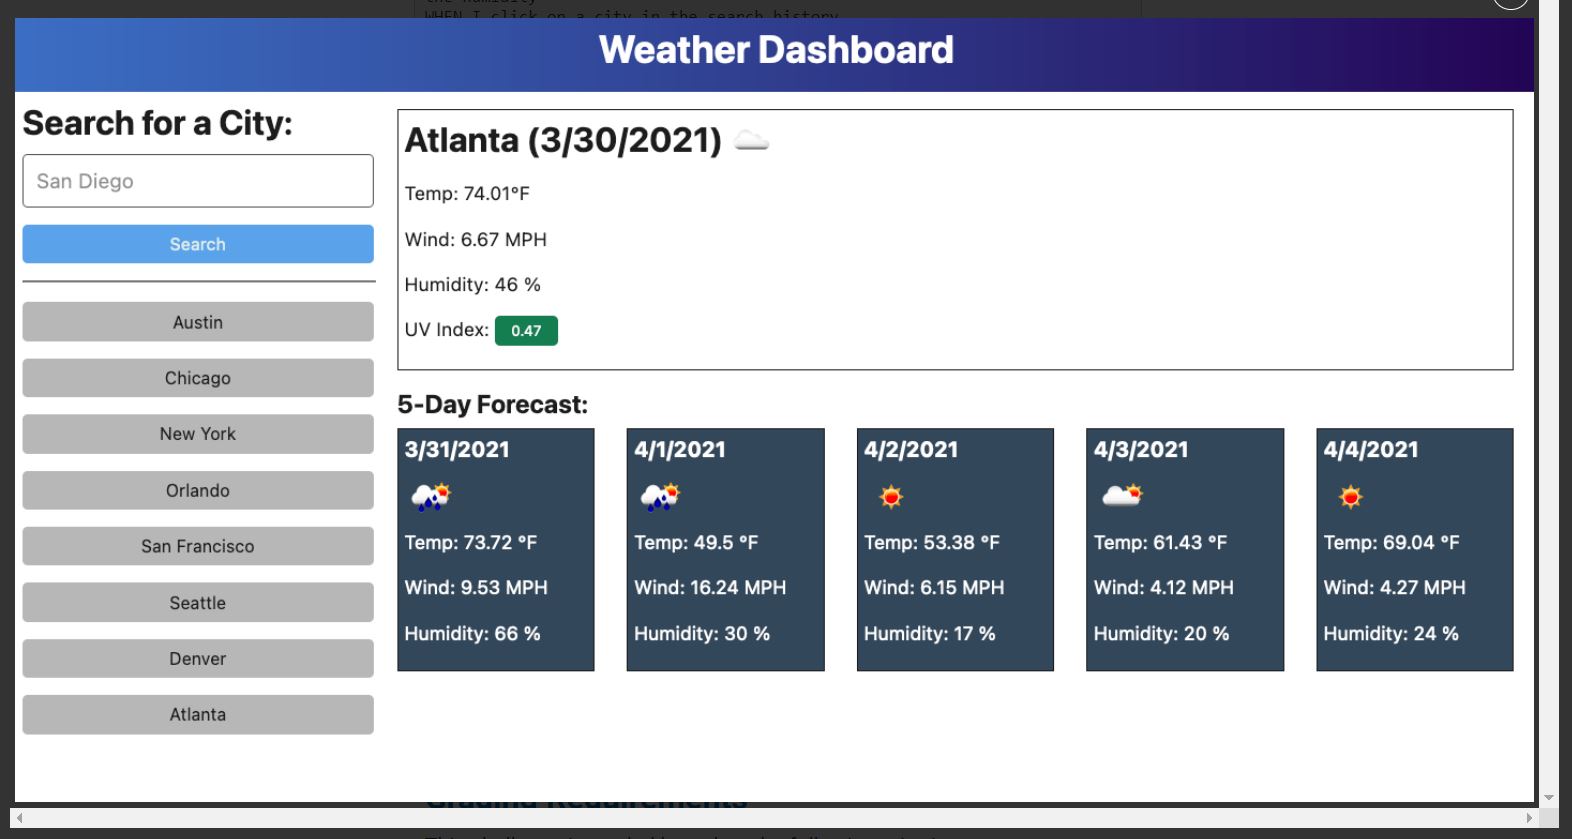 the humidity
WHEN I click on a city in the search history
Weather Dashboard
Search for a City:
San Diego
Search
Austin
Chicago
New York
Orlando
San Francisco
Seattle
Denver
Atlanta
Atlanta (3/30/2021)
Temp: 74.01°F
Wind: 6.67 MPH
Humidity: 46 %
UV Index: 0.47
5-Day Forecast:
3/31/2021
Temp: 73.72 °F
Wind: 9.53 MPH
Humidity: 66 %
4/1/2021
Temp: 49.5 °F
Wind: 16.24 MPH
Humidity: 30 %
4/2/2021
Temp: 53.38 °F
Wind: 6.15 MPH
Humidity: 17 %
4/3/2021
Temp: 61.43 °F
Wind: 4.12 MPH
Humidity: 20 %
4/4/2021
Temp: 69.04 °F
Wind: 4.27 MPH
Humidity: 24 %
Grading Requirements